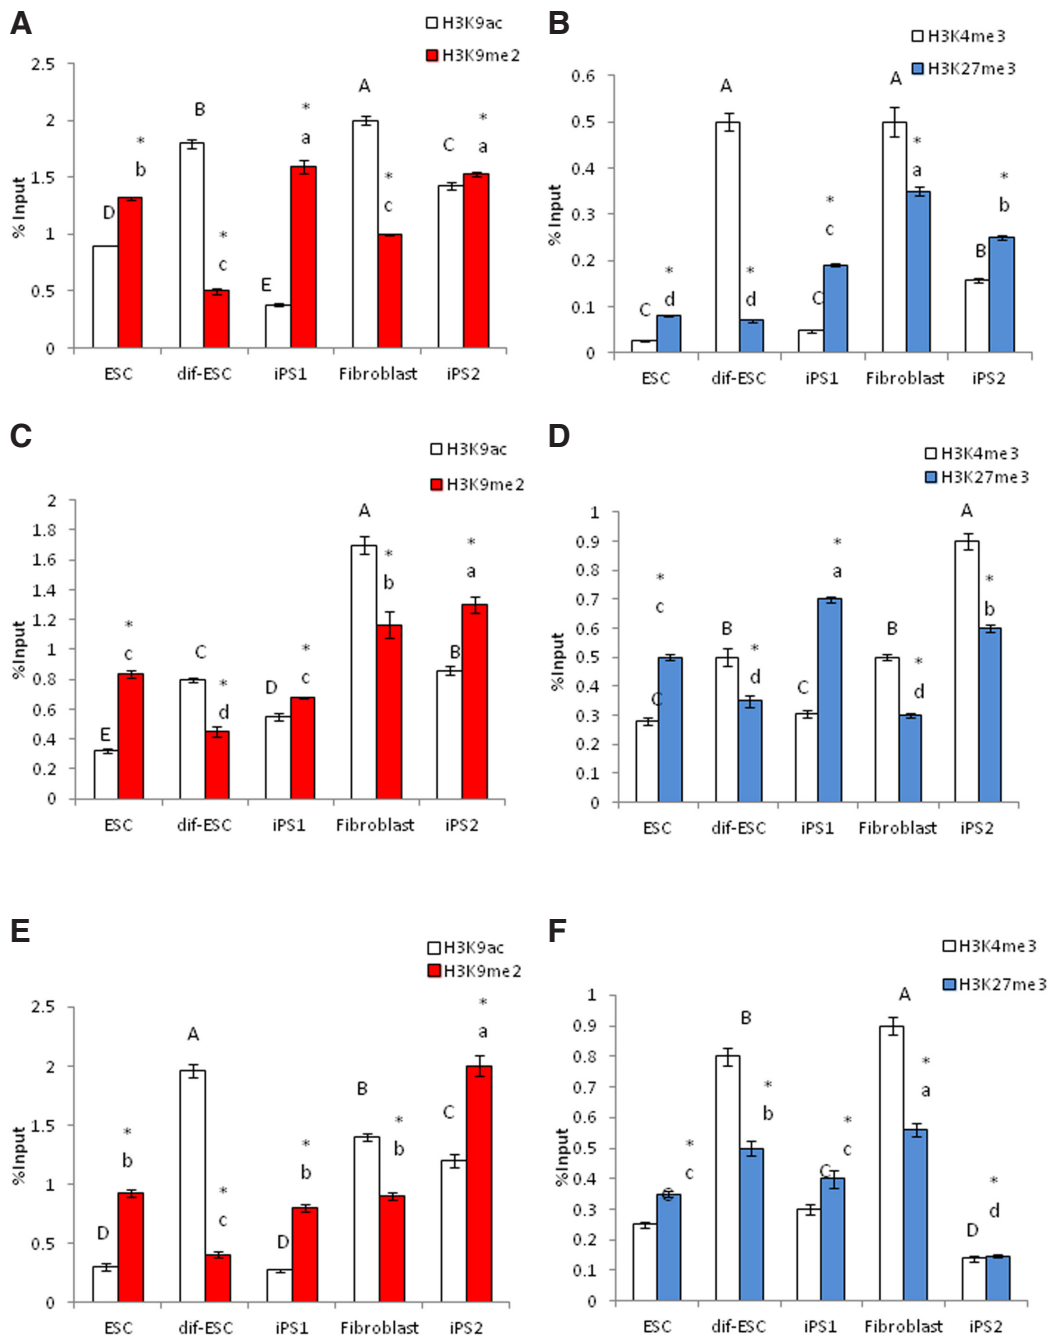 A
H3K9ac
H3K9me2
2.5
2
1.5
1
0.5
0
% Input
D
*
b
B
*
c
E
*
a
A
*
c
C
*
a
ESC dif-ESC iPS1 Fibroblast iPS2
B
H3K4me3
H3K27me3
0.6
0.5
0.4
0.3
0.2
0.1
0
% Input
C
*
d
A
*
d
C
*
c
A
*
a
B
*
b
ESC dif-ESC iPS1 Fibroblast iPS2
C
H3K9ac
H3K9me2
2
1.8
1.6
1.4
1.2
1
0.8
0.6
0.4
0.2
0
%Input
E
*
c
C
*
d
D
*
c
A
*
b
B
*
a
ESC dif-ESC iPS1 Fibroblast iPS2
D
H3K4me3
H3K27me3
1
0.9
0.8
0.7
0.6
0.5
0.4
0.3
0.2
0.1
0
%Input
C
*
c
B
*
d
C
*
a
B
*
d
A
*
b
ESC dif-ESC iPS1 Fibroblast iPS2
E
H3K9ac
H3K9me2
2.5
2
1.5
1
0.5
0
%Input
D
*
b
A
*
c
D
*
b
B
*
b
C
*
a
ESC dif-ESC iPS1 Fibroblast iPS2
F
H3K4me3
H3K27me3
1
0.9
0.8
0.7
0.6
0.5
0.4
0.3
0.2
0.1
0
%Input
C
*
c
B
*
b
C
*
c
A
*
a
D
*
d
ESC dif-ESC iPS1 Fibroblast iPS2